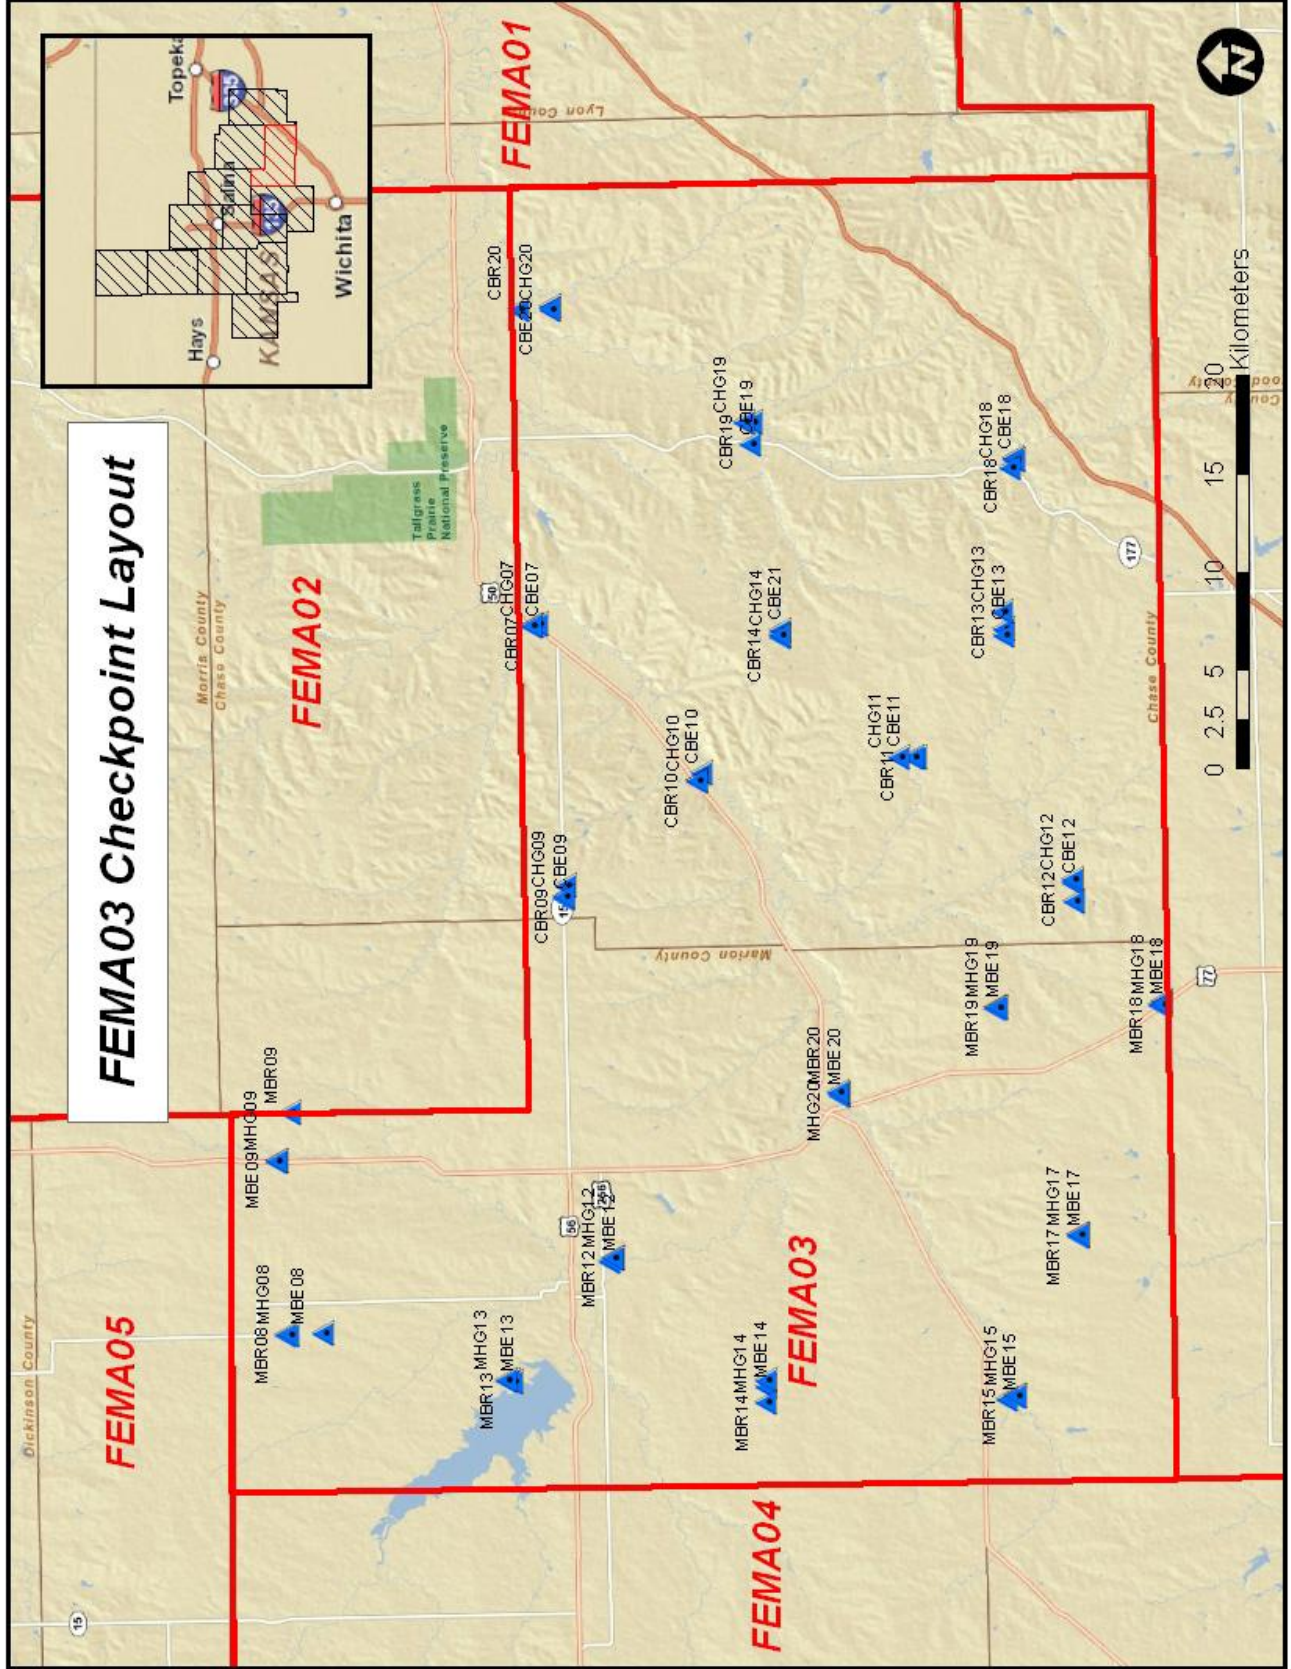 FEMA03 Checkpoint Layout
Hays
Topeka
Salina
KANSAS
Wichita
Dickinson County
Morris County
Chase County
15
FEMA05
FEMA02
FEMA01
Lyon County
Tallgrass
Prairie
National Preserve
50
MBR08 MHG08
MBE08
MBE09 MHG09
MBR09
CBR20
CHG20
MBR13 MHG13
MBE13
56
MBR12 MHG12
MBE12
CBR09 CHG09
CBE09
CBR07 CHG07
CBE07
Marion County
CBR10 CHG10
CBE10
CBR19 CHG19
CBE19
CBR14 CHG14
CBE21
FEMA04
MBR14 MHG14
MBE14
FEMA03
MHG20 MBR20
MBE20
CHG11
CBR11 CBE11
MBR15 MHG15
MBE15
MBR19 MHG19
MBE19
CBR13 CHG13
CBE13
CBR18 CHG18
CBE18
MBR17 MHG17
MBE17
CBR12 CHG12
CBE12
MBR18 MHG18
MBE18
177
77
Chase County
0 2.5 5 10 15 20
Kilometers
N